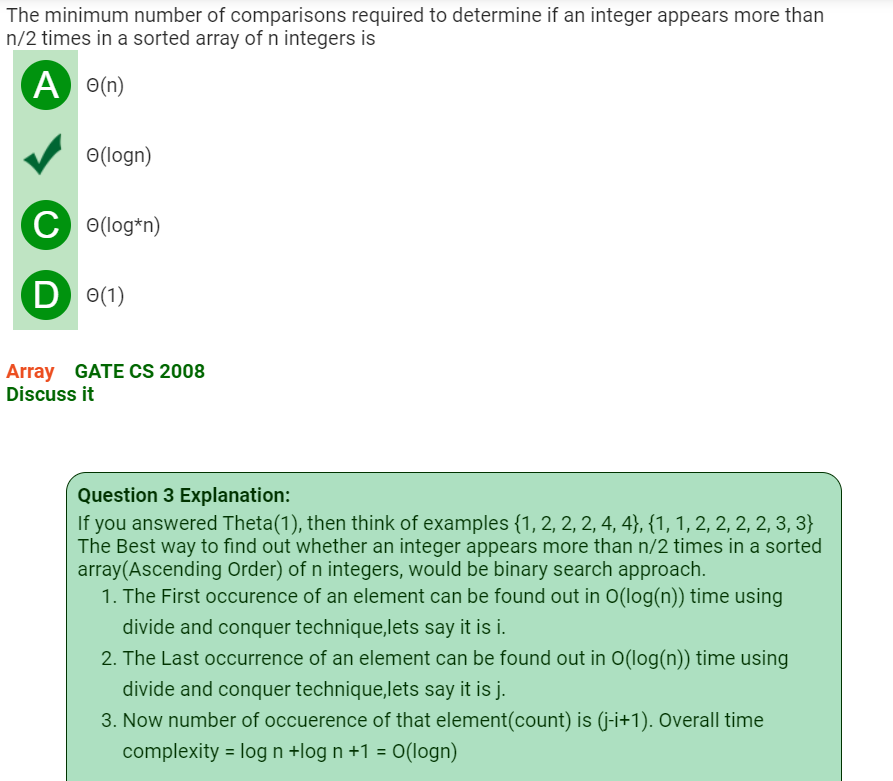 The minimum number of comparisons required to determine if an integer appears more than
n/2 times in a sorted array of n integers is
A Θ(n)
Θ(logn)
C Θ(log*n)
D Θ(1)
Array GATE CS 2008
Discuss it
Question 3 Explanation:
If you answered Theta(1), then think of examples {1, 2, 2, 2, 4, 4}, {1, 1, 2, 2, 2, 2, 3, 3}
The Best way to find out whether an integer appears more than n/2 times in a sorted
array(Ascending Order) of n integers, would be binary search approach.
1. The First occurence of an element can be found out in O(log(n)) time using
divide and conquer technique,lets say it is i.
2. The Last occurrence of an element can be found out in O(log(n)) time using
divide and conquer technique,lets say it is j.
3. Now number of occuerence of that element(count) is (j-i+1). Overall time
complexity = log n +log n +1 = O(logn)